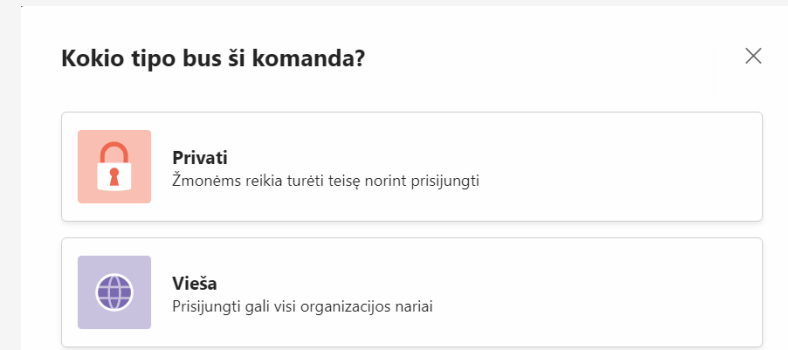 Kokio tipo bus ši komanda?
Privati
Žmonėms reikia turėti teisę norint prisijungti
Vieša
Prisijungti gali visi organizacijos nariai